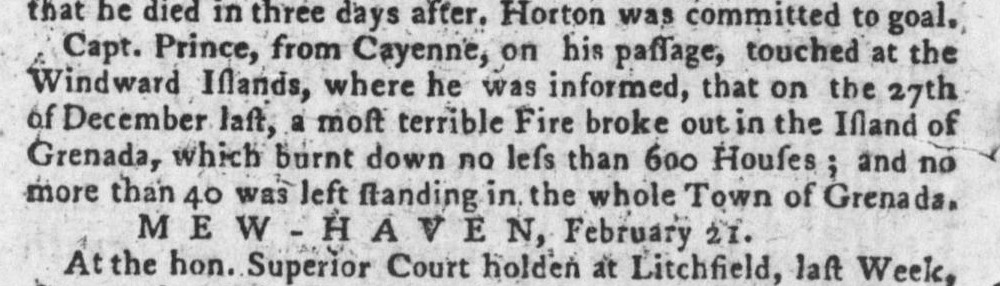 that he died in three days after. Horton was committed to goal.
Capt. Prince, from Cayenne, on his paſſage, touched at the
Windward Iſlands, where he was informed, that on the 27th
of December laſt, a moſt terrible Fire broke out in the Iſland of
Grenada, which burnt down no leſs than 600 Houſes; and no
more than 40 was left ſtanding in the whole Town of Grenada.
MEW-HAVEN, February 21.
At the hon. Superior Court holden at Litchfield, laſt Week,